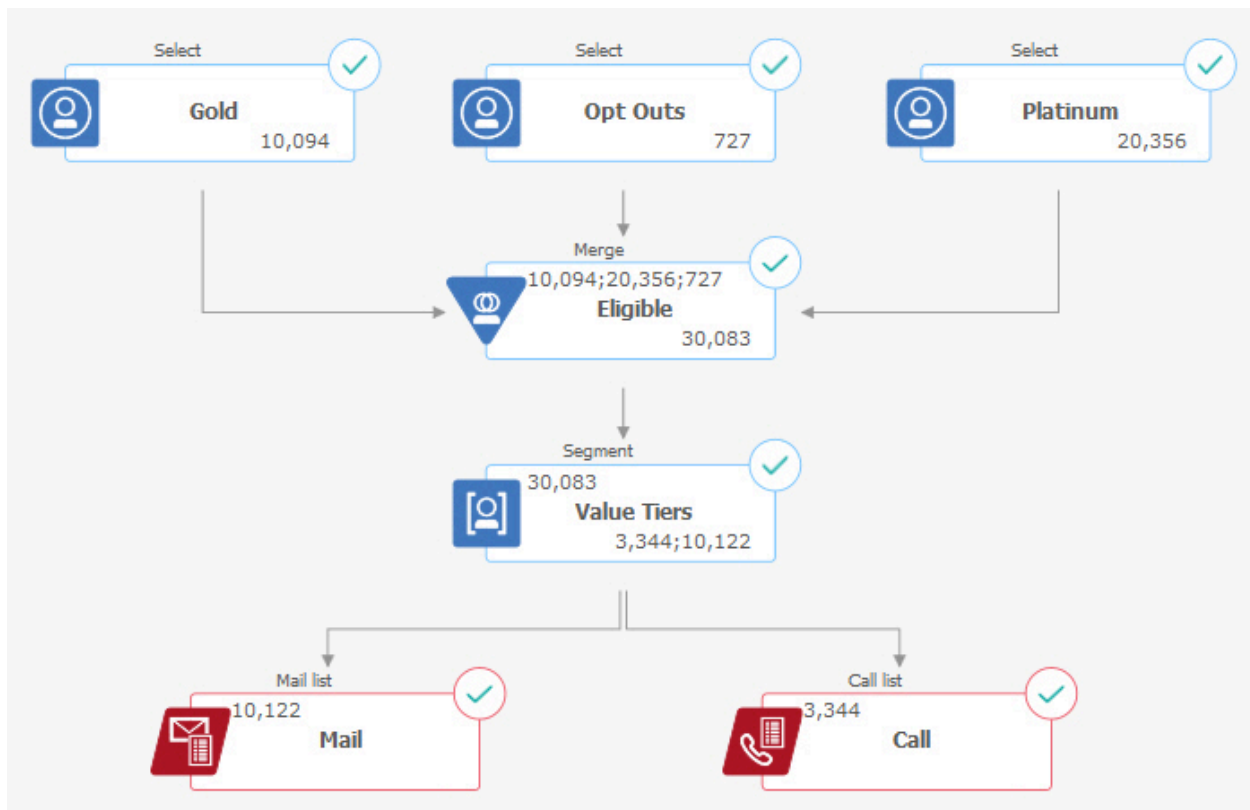 Select
Gold
10,094
Select
Opt Outs
727
Select
Platinum
20,356
Merge
10,094;20,356;727
Eligible
30,083
Segment
30,083
Value Tiers
3,344;10,122
Mail list
10,122
Mail
Call list
3,344
Call